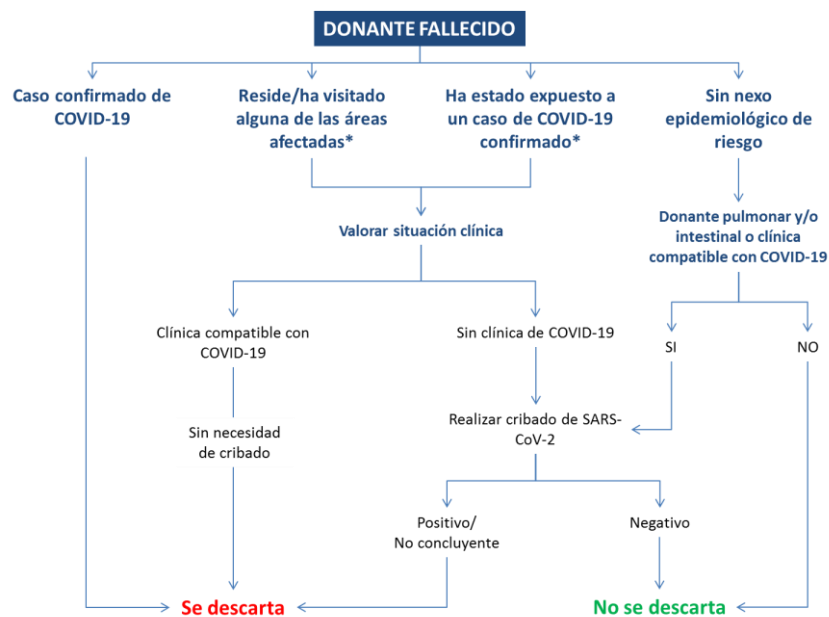 DONANTE FALLECIDO
Caso confirmado de
COVID-19
Reside/ha visitado
alguna de las áreas
afectadas*
Ha estado expuesto a
un caso de COVID-19
confirmado*
Sin nexo
epidemiológico de
riesgo
Valorar situación clínica
Donante pulmonar y/o
intestinal o clínica
compatible con COVID-19
Clínica compatible con
COVID-19
Sin clínica de COVID-19
SI
NO
Sin necesidad
de cribado
Realizar cribado de SARS-
CoV-2
Positivo/
No concluyente
Negativo
Se descarta
No se descarta